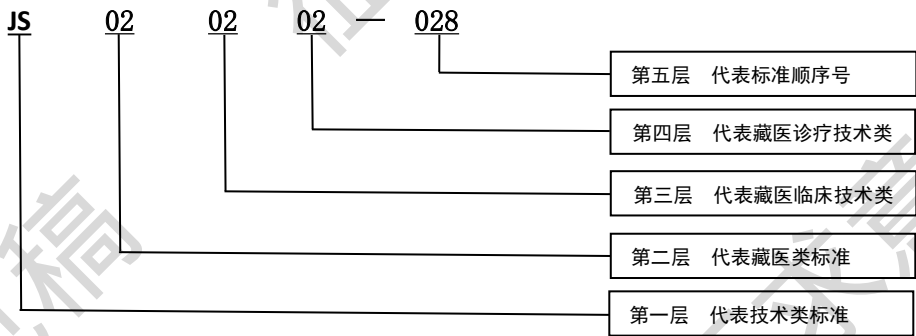 JS 02 02 02 — 028
第五层 代表标准顺序号
第四层 代表藏医诊疗技术类
第三层 代表藏医临床技术类
第二层 代表藏医类标准
第一层 代表技术类标准
稿
求意